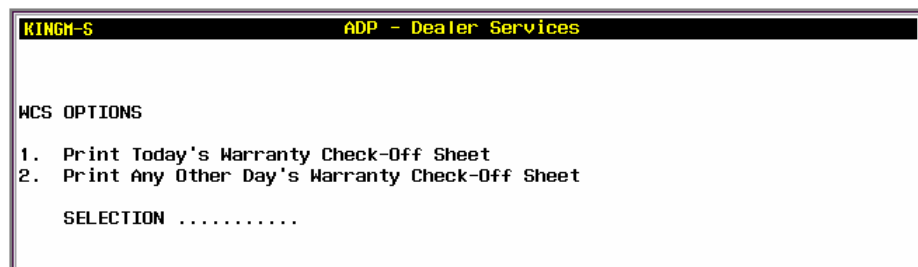 KINGM-S ADP - Dealer Services
WCS OPTIONS
1. Print Today's Warranty Check-Off Sheet
2. Print Any Other Day's Warranty Check-Off Sheet
SELECTION ...........